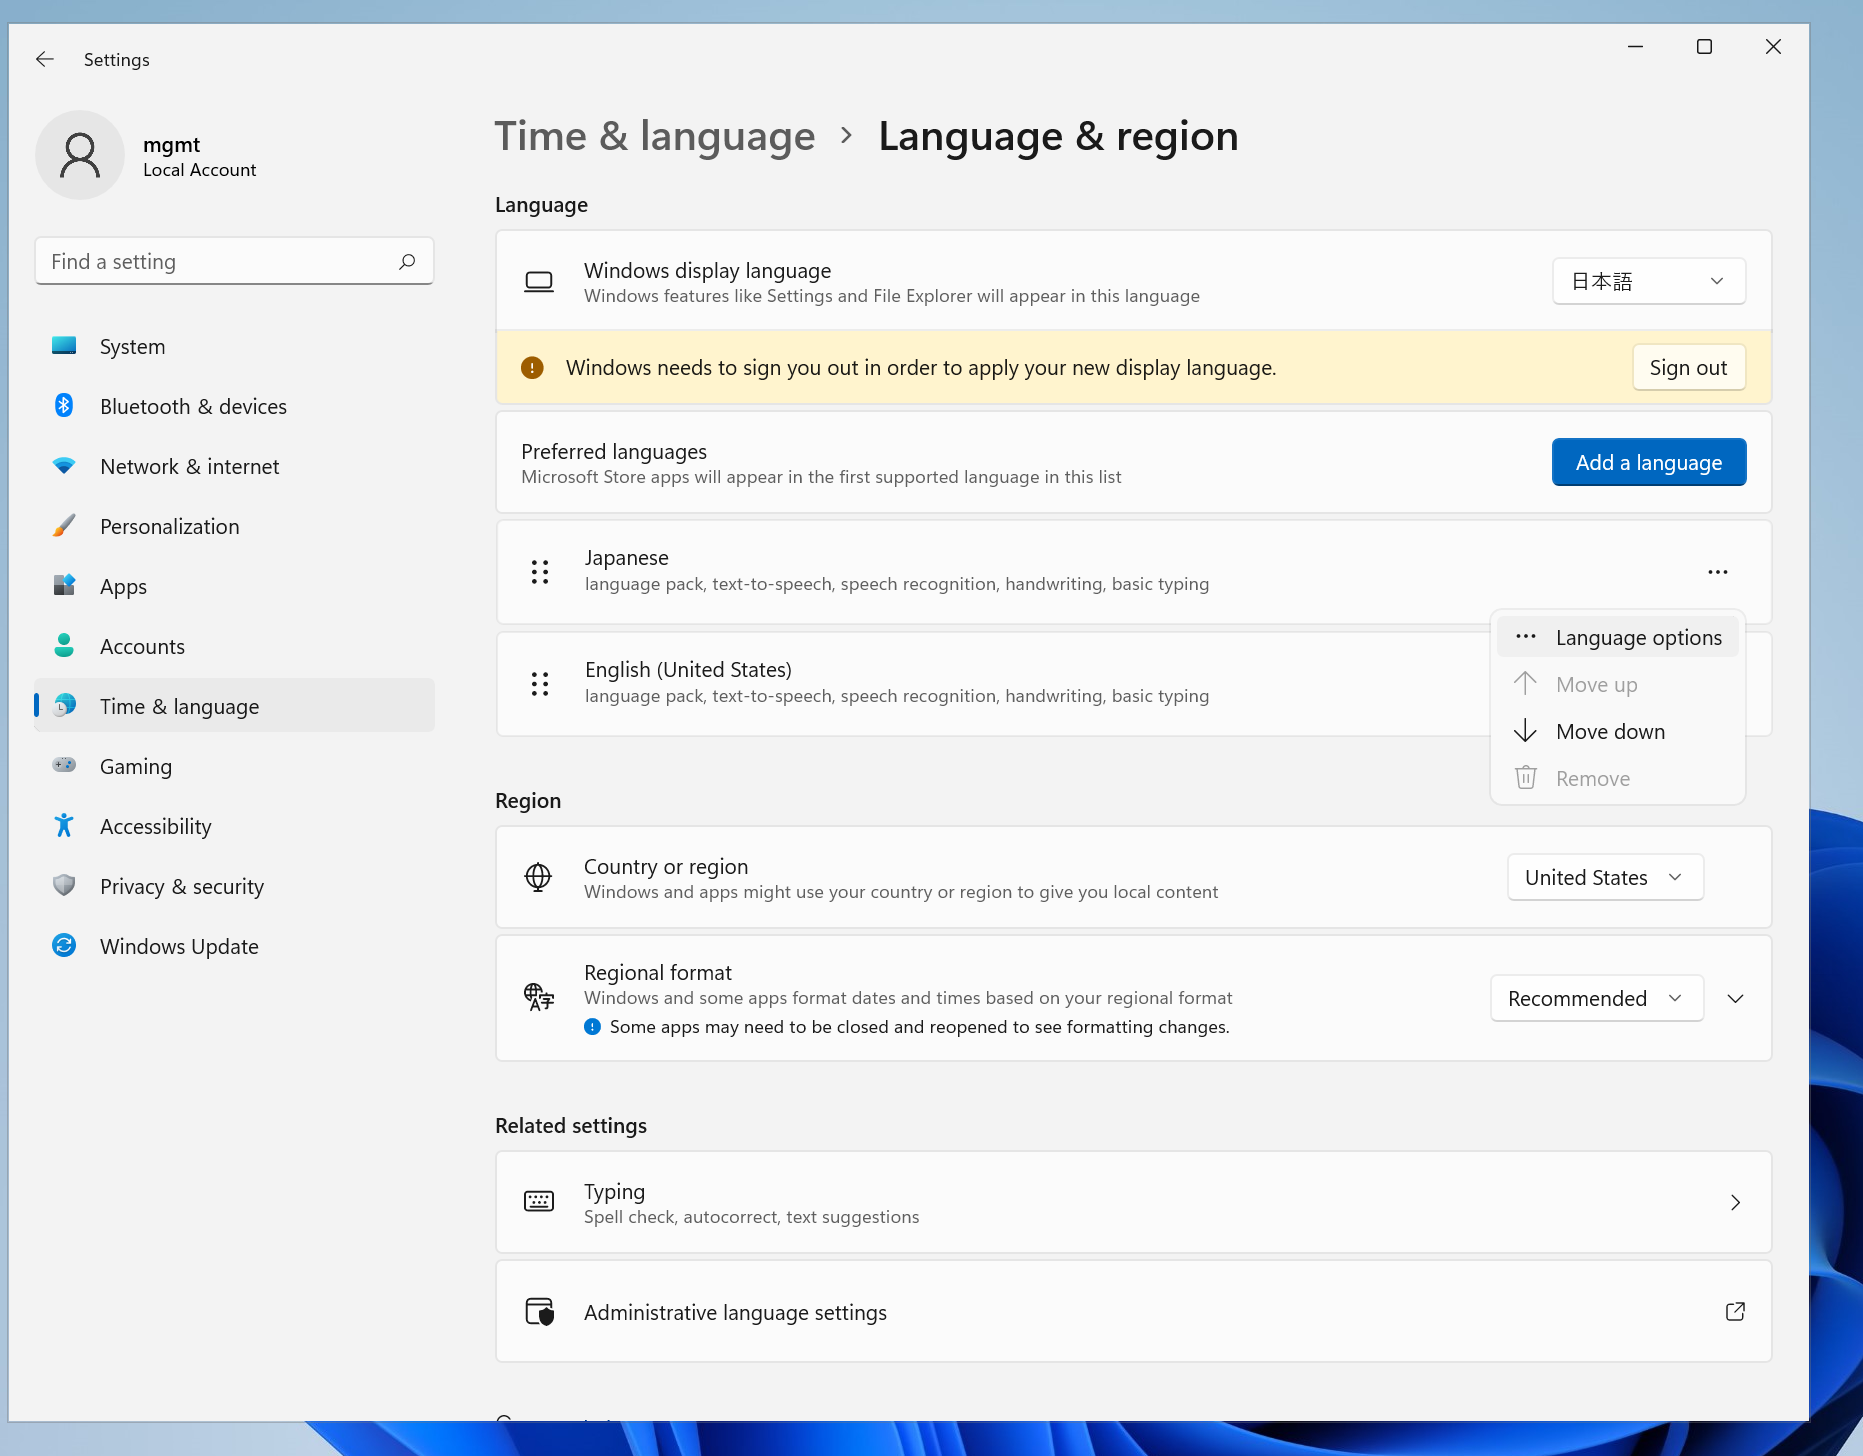 Settings
mgmt
Local Account
Find a setting
System
Bluetooth & devices
Network & internet
Personalization
Apps
Accounts
Time & language
Gaming
Accessibility
Privacy & security
Windows Update
Time & language > Language & region
Language
Windows display language
Windows features like Settings and File Explorer will appear in this language
日本語
Windows needs to sign you out in order to apply your new display language.
Sign out
Preferred languages
Microsoft Store apps will appear in the first supported language in this list
Add a language
Japanese
language pack, text-to-speech, speech recognition, handwriting, basic typing
English (United States)
language pack, text-to-speech, speech recognition, handwriting, basic typing
Language options
Move up
Move down
Remove
Region
Country or region
Windows and apps might use your country or region to give you local content
United States
Regional format
Windows and some apps format dates and times based on your regional format
Some apps may need to be closed and reopened to see formatting changes.
Recommended
Related settings
Typing
Spell check, autocorrect, text suggestions
Administrative language settings